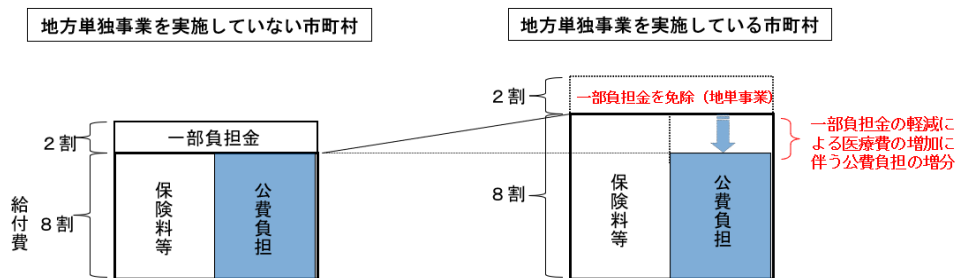 地方単独事業を実施していない市町村
地方単独事業を実施している市町村
2割
一部負担金
給付費
8割
保険料等
公費負担
2割
一部負担金を免除（地単事業）
8割
保険料等
公費負担
一部負担金の軽減に
よる医療費の増加に
伴う公費負担の増分